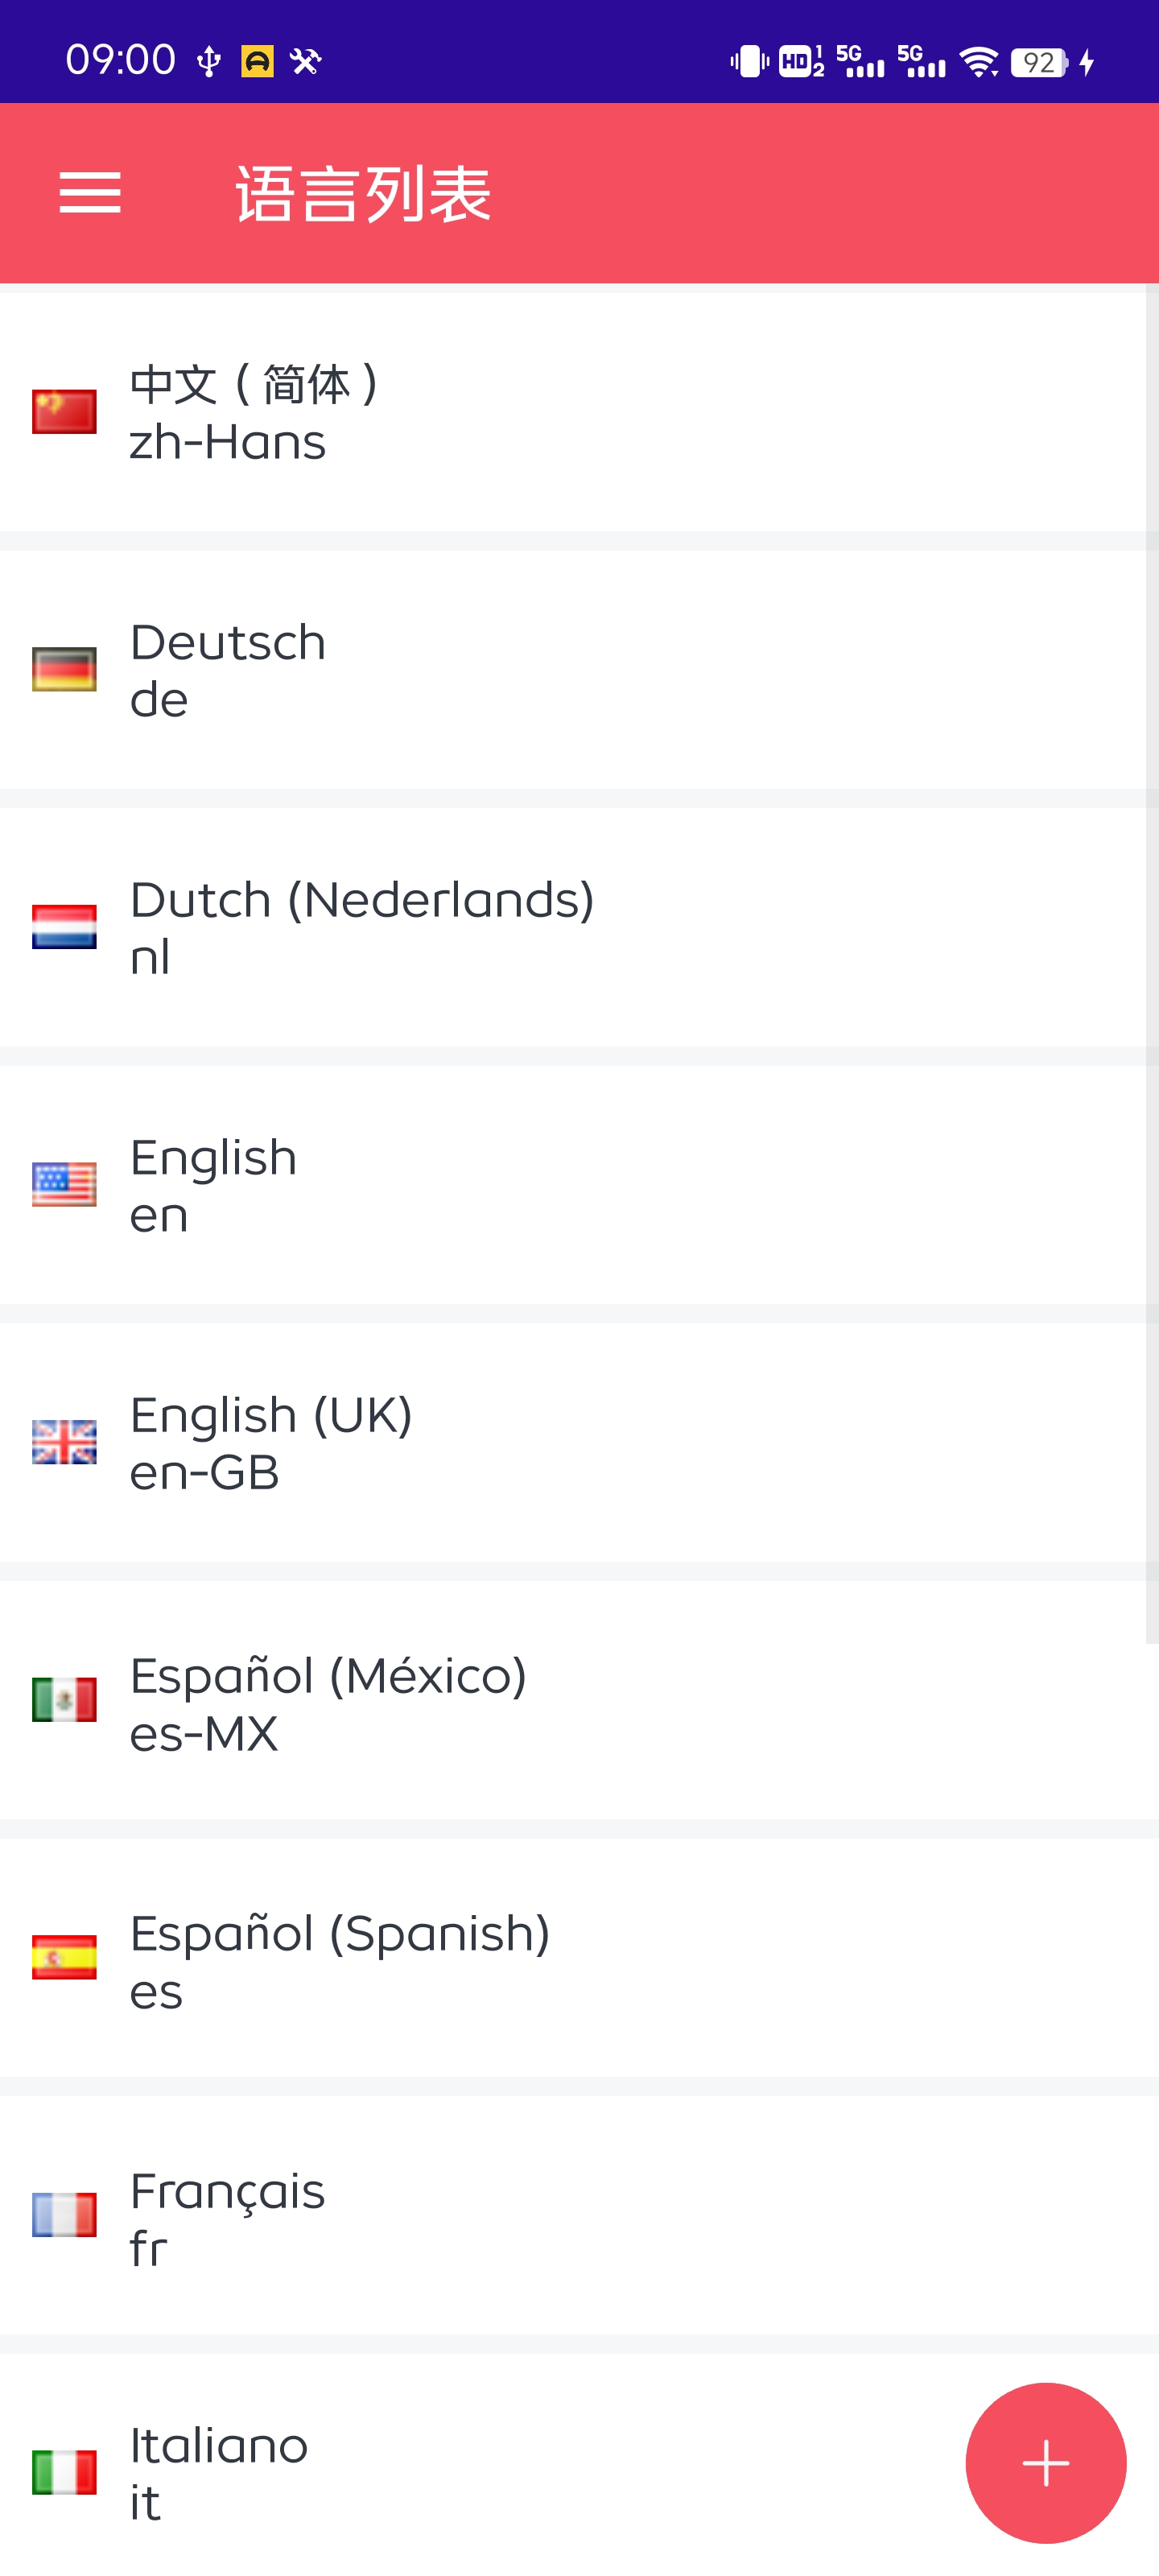 09:00 HD 1 2 5G 5G 92
语言列表
中文（简体）
zh-Hans
Deutsch
de
Dutch (Nederlands)
nl
English
en
English (UK)
en-GB
Español (México)
es-MX
Español (Spanish)
es
Français
fr
Italiano
it